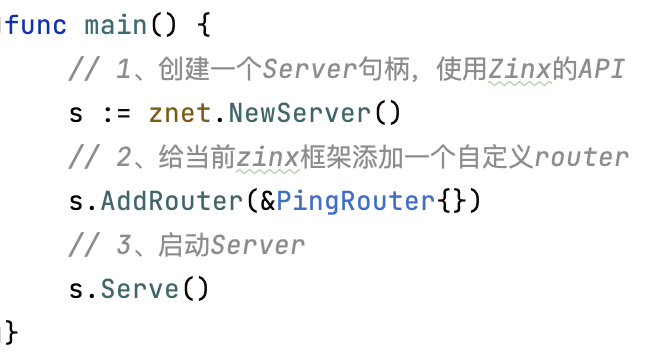 func main() {
// 1、创建一个Server句柄，使用Zinx的API
s := znet.NewServer()
// 2、给当前zinx框架添加一个自定义router
s.AddRouter(&PingRouter{})
// 3、启动Server
s.Serve()
}